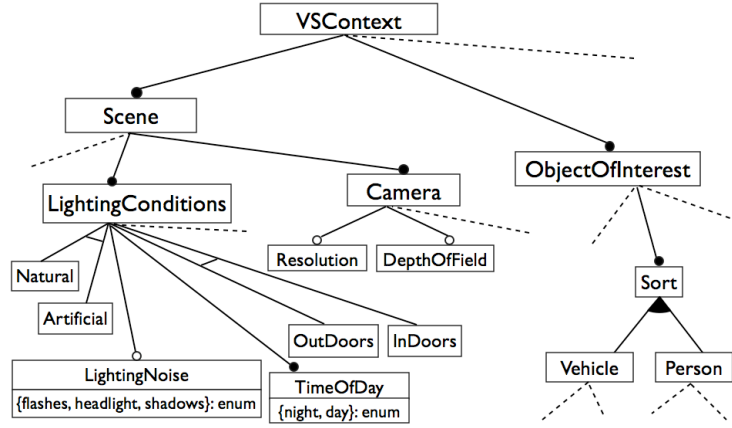 VSContext
Scene
ObjectOfInterest
LightingConditions
Camera
Natural
Resolution
DepthOfField
Sort
Artificial
OutDoors
InDoors
LightingNoise
{flashes, headlight, shadows}: enum
TimeOfDay
{night, day}: enum
Vehicle
Person